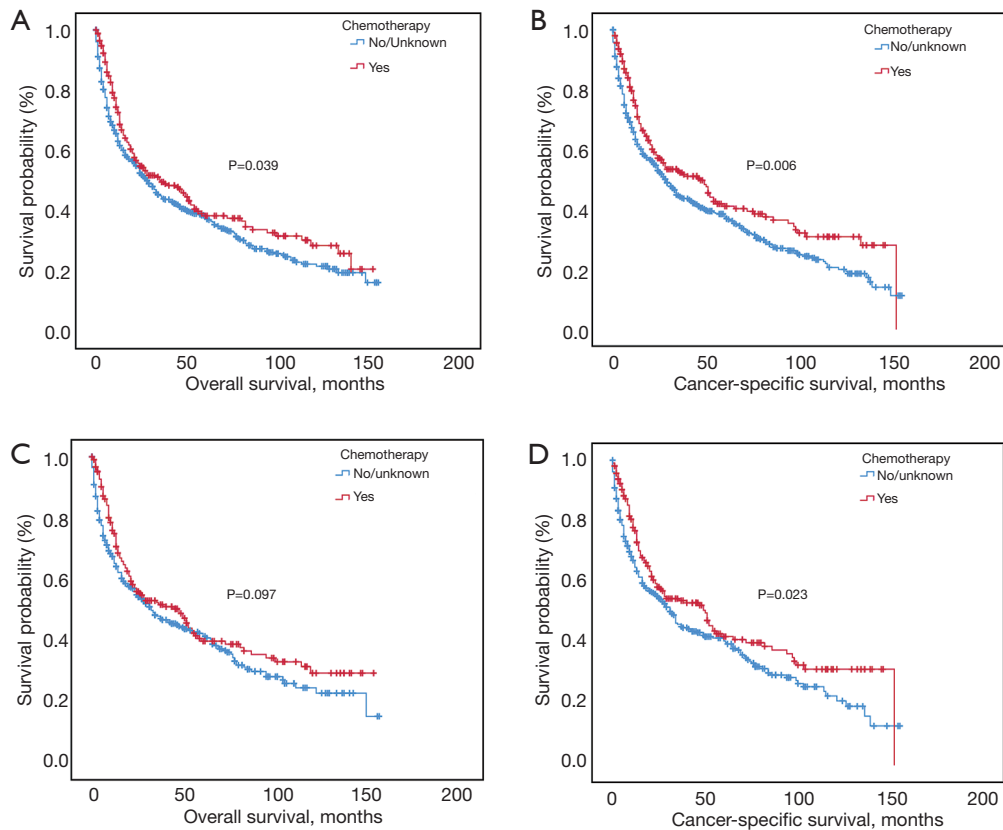 A
Chemotherapy
No/Unknown
Yes
P=0.039
Survival probability (%)
1.0
0.8
0.6
0.4
0.2
0.0
0 50 100 150 200
Overall survival, months
B
Chemotherapy
No/unknown
Yes
P=0.006
Survival probability (%)
1.0
0.8
0.6
0.4
0.2
0.0
0 50 100 150 200
Cancer-specific survival, months
C
Chemotherapy
No/unknown
Yes
P=0.097
Survival probability (%)
1.0
0.8
0.6
0.4
0.2
0.0
0 50 100 150 200
Overall survival, months
D
Chemotherapy
No/unknown
Yes
P=0.023
Survival probability (%)
1.0
0.8
0.6
0.4
0.2
0.0
0 50 100 150 200
Cancer-specific survival, months